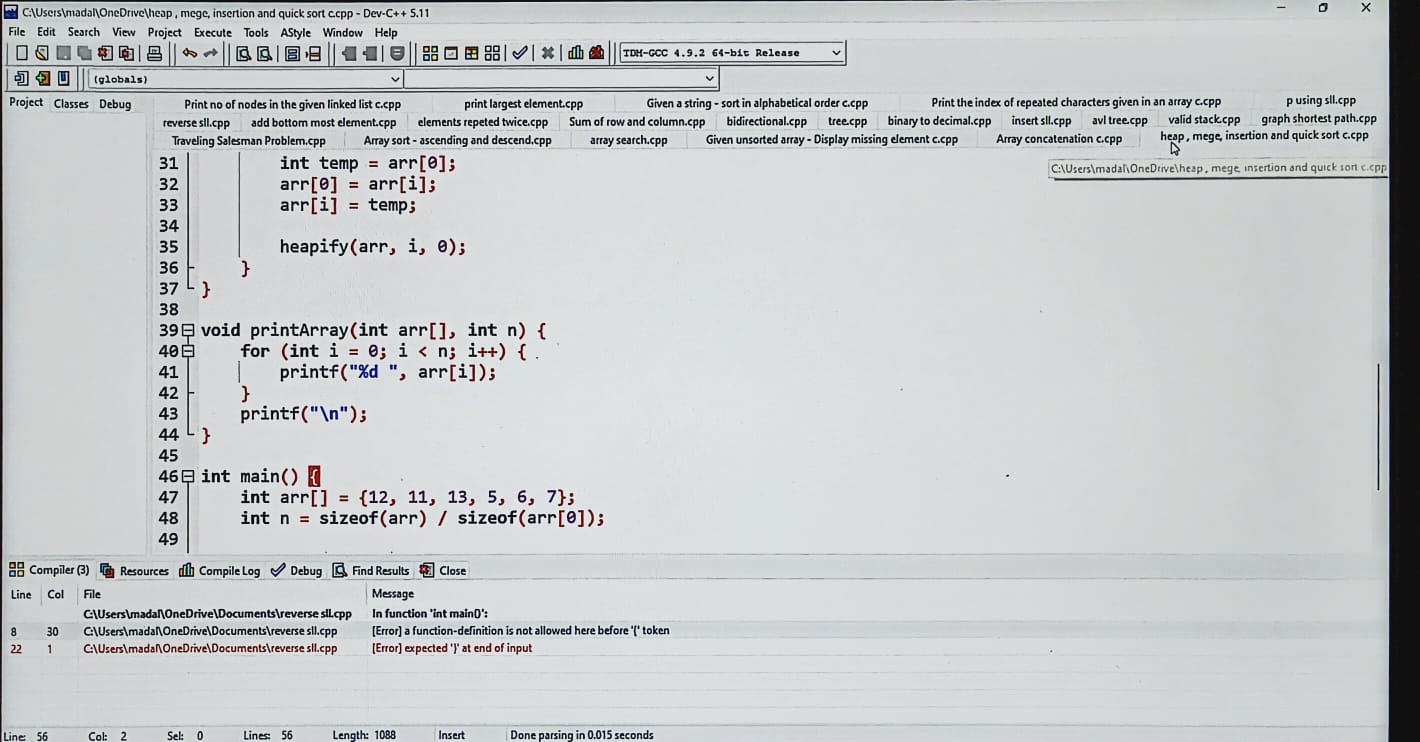 C:\Users\madal\OneDrive\heap , mege, insertion and quick sort c.cpp - Dev-C++ 5.11
File Edit Search View Project Execute Tools AStyle Window Help
TDM-GCC 4.9.2 64-bit Release
(globals)
Project Classes Debug
Print no of nodes in the given linked list c.cpp print largest element.cpp Given a string - sort in alphabetical order c.cpp Print the index of repeated characters given in an array c.cpp p using sll.cpp
reverse sll.cpp add bottom most element.cpp elements repeted twice.cpp Sum of row and column.cpp bidirectional.cpp tree.cpp binary to decimal.cpp insert sll.cpp avl tree.cpp valid stack.cpp graph shortest path.cpp
Traveling Salesman Problem.cpp Array sort - ascending and descend.cpp array search.cpp Given unsorted array - Display missing element c.cpp Array concatenation c.cpp heap , mege, insertion and quick sort c.cpp
C:\Users\madal\OneDrive\heap , mege, insertion and quick sort c.cpp
31 int temp = arr[0];
32 arr[0] = arr[i];
33 arr[i] = temp;
34
35 heapify(arr, i, 0);
36 }
37 }
38
39 void printArray(int arr[], int n) {
40 for (int i = 0; i < n; i++) {
41 printf("%d ", arr[i]);
42 }
43 printf("\n");
44 }
45
46 int main() {
47 int arr[] = {12, 11, 13, 5, 6, 7};
48 int n = sizeof(arr) / sizeof(arr[0]);
49
Compiler (3) Resources Compile Log Debug Find Results Close
Line Col File Message
C:\Users\madal\OneDrive\Documents\reverse sll.cpp In function 'int main()':
8 30 C:\Users\madal\OneDrive\Documents\reverse sll.cpp [Error] a function-definition is not allowed here before '{' token
22 1 C:\Users\madal\OneDrive\Documents\reverse sll.cpp [Error] expected '}' at end of input
Line: 56 Col: 2 Sel: 0 Lines: 56 Length: 1088 Insert Done parsing in 0.015 seconds